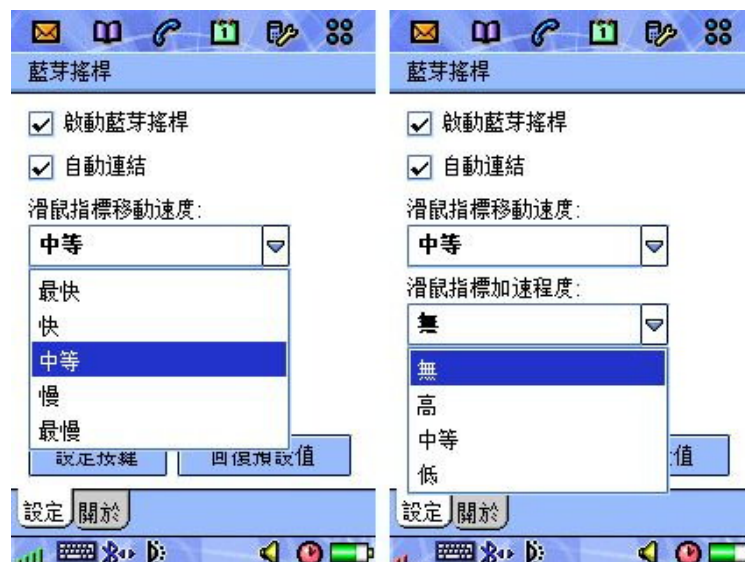 藍芽搖桿
啟動藍芽搖桿
自動連結
滑鼠指標移動速度:
中等
最快
快
中等
慢
最慢
設定按鍵 回復預設值
設定 關於
藍芽搖桿
啟動藍芽搖桿
自動連結
滑鼠指標移動速度:
中等
滑鼠指標加速程度:
無
無
高
中等
低
值
設定 關於